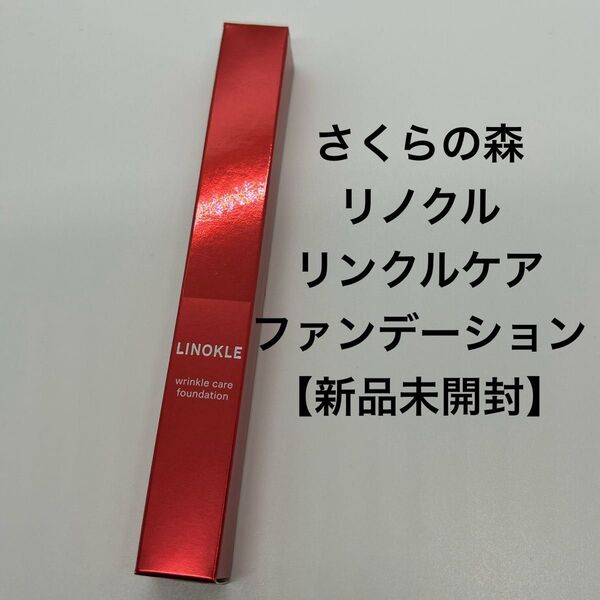 さくらの森
リノクル
リンクルケア
ファンデーション
【新品未開封】
LINOKLE
wrinkle care
foundation